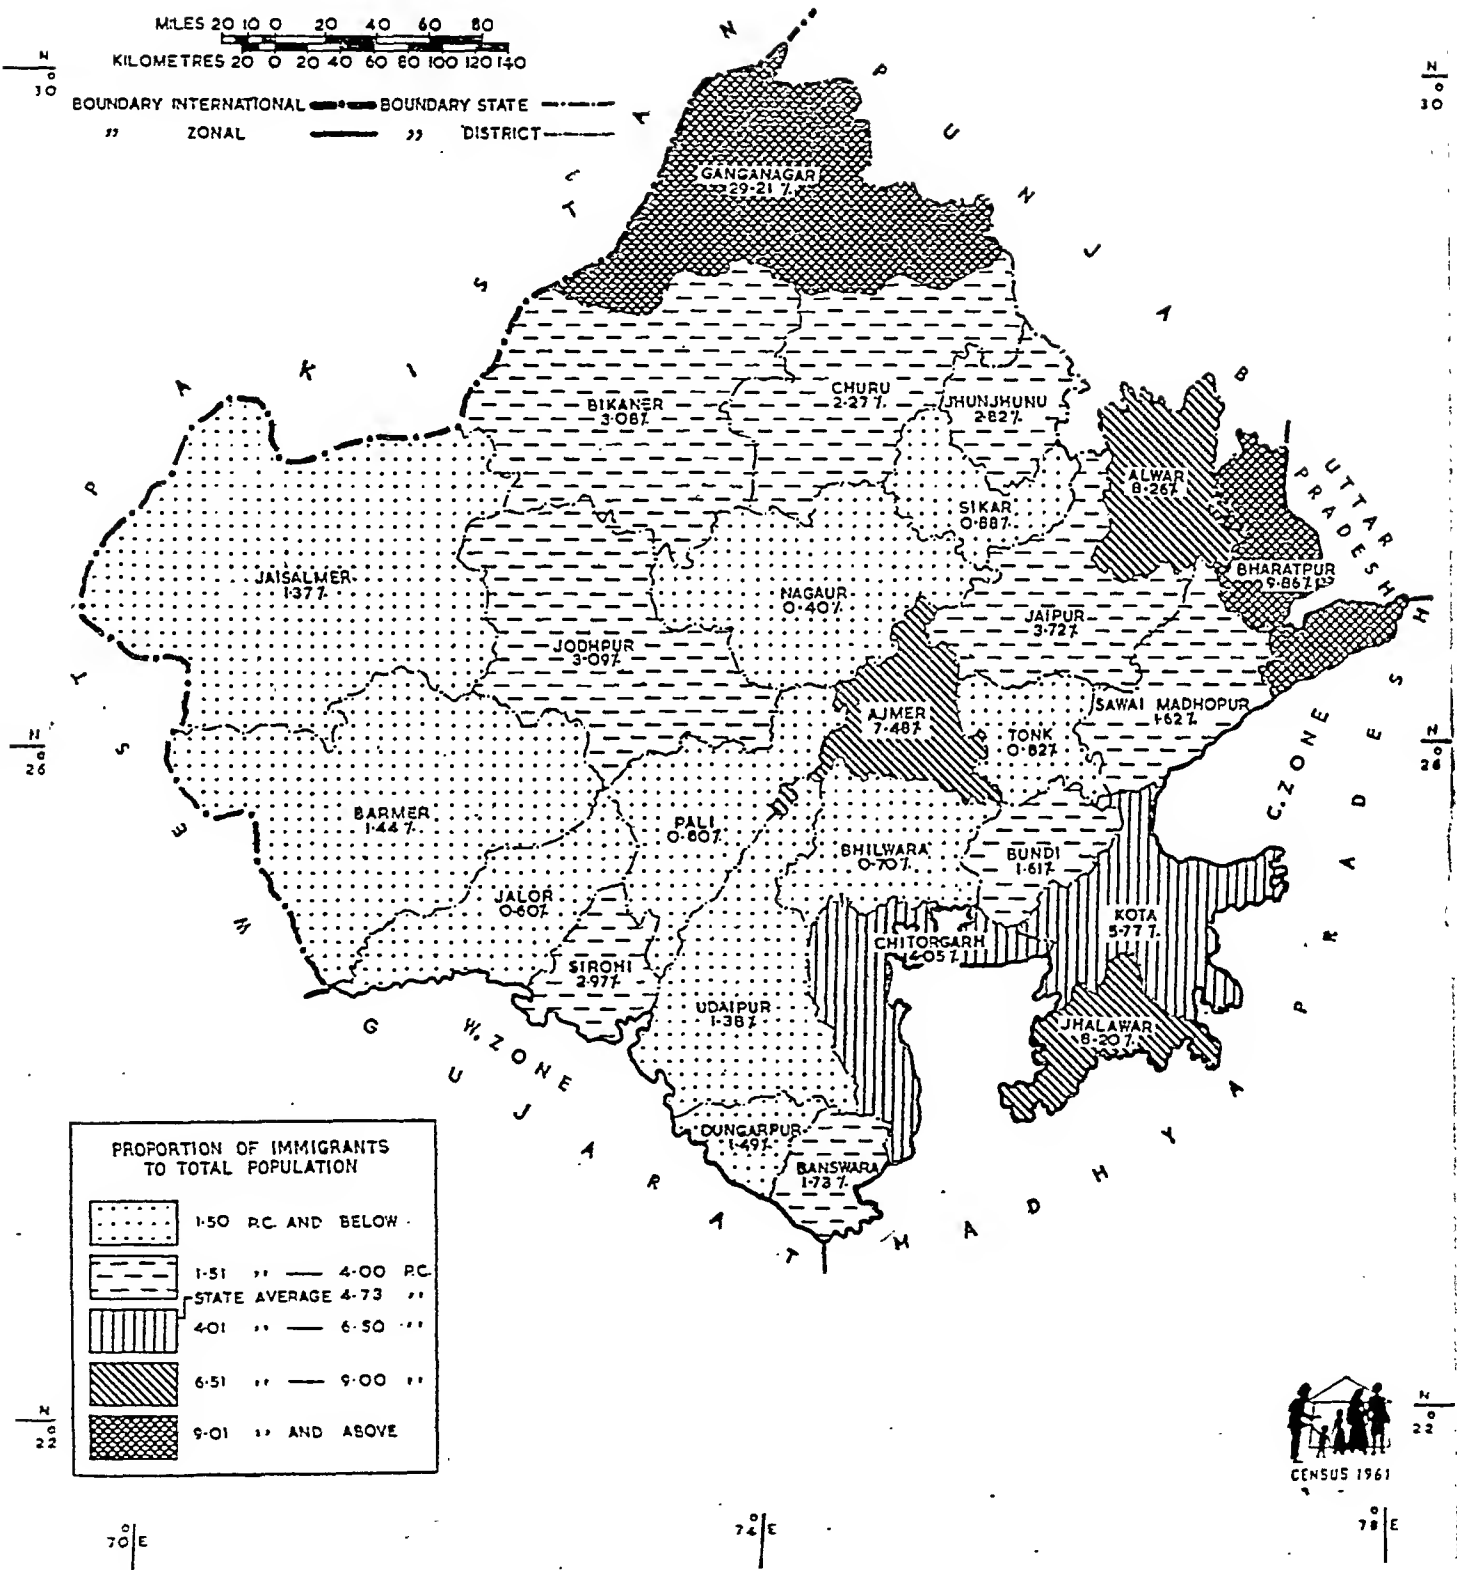 MILES 20 10 0 20 40 60 80
KILOMETRES 20 0 20 40 60 80 100 120 140
BOUNDARY INTERNATIONAL BOUNDARY STATE
,, ZONAL ,, DISTRICT
N 30°
N 30°
WEST PAKISTAN
PUNJAB
UTTAR PRADESH
GANGANAGAR
29·21 %
BIKANER
3·08%
CHURU
2·27%
JHUNJHUNU
2·82%
ALWAR
8·26%
SIKAR
0·88%
BHARATPUR
9·86%
JAISALMER
1·37%
NAGAUR
0·40%
JAIPUR
3·72%
JODHPUR
3·09%
SAWAI MADHOPUR
1·62%
AJMER
7·48%
TONK
0·82%
N 26°
N 26°
C. ZONE
BARMER
1·44%
PALI
0·80%
BHILWARA
0·70%
BUNDI
1·61%
JALOR
0·60%
KOTA
5·77 %
CHITORGARH
4·05%
SIROHI
2·97%
UDAIPUR
1·38%
JHALAWAR
8·20%
W. ZONE
GUJARAT
MADHYA PRADESH
DUNGARPUR
1·49%
BANSWARA
1·73%
PROPORTION OF IMMIGRANTS
TO TOTAL POPULATION
1·50 P.C. AND BELOW
1·51 ,, — 4·00 P.C.
STATE AVERAGE 4·73 ,,
4·01 ,, — 6·50 ,,
6·51 ,, — 9·00 ,,
9·01 ,, AND ABOVE
N 22°
N 22°
CENSUS 1961
70° E
74° E
78° E